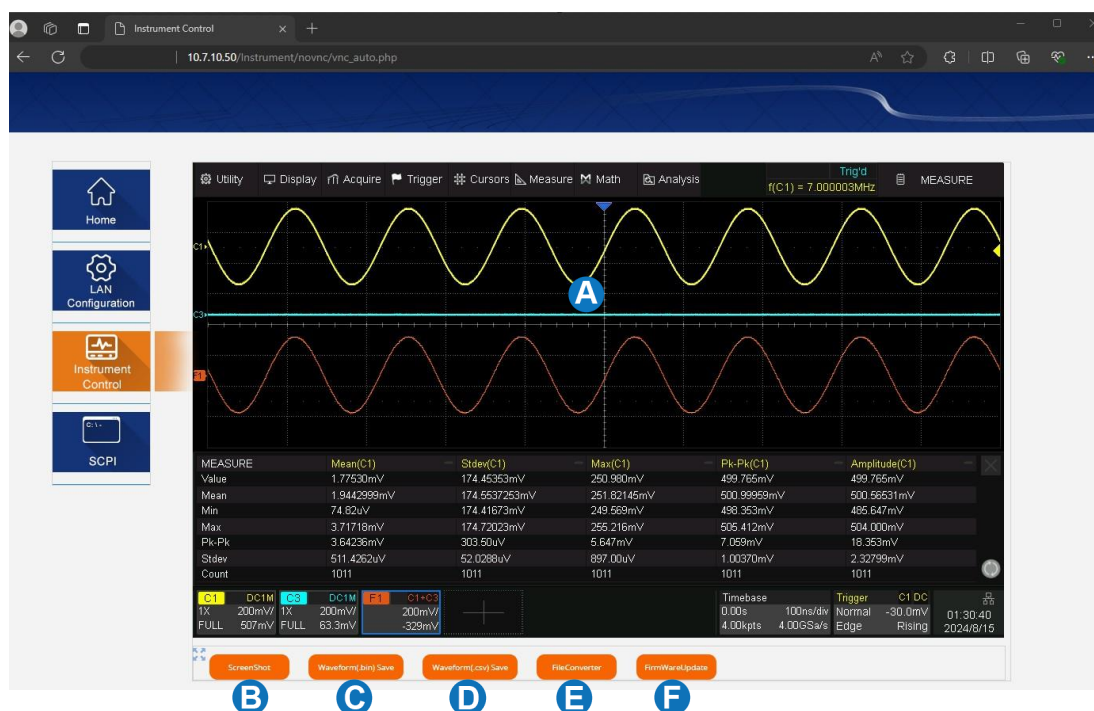 Instrument Control
10.7.10.50/Instrument/novnc/vnc_auto.php
Home
LAN
Configuration
Instrument
Control
C:\-
SCPI
Utility Display Acquire Trigger Cursors Measure Math Analysis Trig'd
f(C1) = 7.000003MHz MEASURE
C1
A
C3
F1
MEASURE Mean(C1) Stdev(C1) Max(C1) Pk-Pk(C1) Amplitude(C1)
Value 1.77530mV 174.45353mV 250.980mV 499.765mV 499.765mV
Mean 1.9442999mV 174.5537253mV 251.82145mV 500.99959mV 500.56531mV
Min 74.82uV 174.41673mV 249.569mV 498.353mV 485.647mV
Max 3.71718mV 174.72023mV 255.216mV 505.412mV 504.000mV
Pk-Pk 3.64236mV 303.50uV 5.647mV 7.059mV 18.353mV
Stdev 511.4262uV 52.0288uV 897.00uV 1.00370mV 2.32799mV
Count 1011 1011 1011 1011 1011
C1 DC1M C3 DC1M F1 C1+C3 Timebase Trigger C1 DC
1X 200mV/ 1X 200mV/ 200mV/ 0.00s 100ns/div Normal -30.0mV 01:30:40
FULL 507mV FULL 63.3mV -329mV 4.00kpts 4.00GSa/s Edge Rising 2024/8/15
ScreenShot Waveform(.bin) Save Waveform(.csv) Save FileConverter FirmWareUpdate
B C D E F